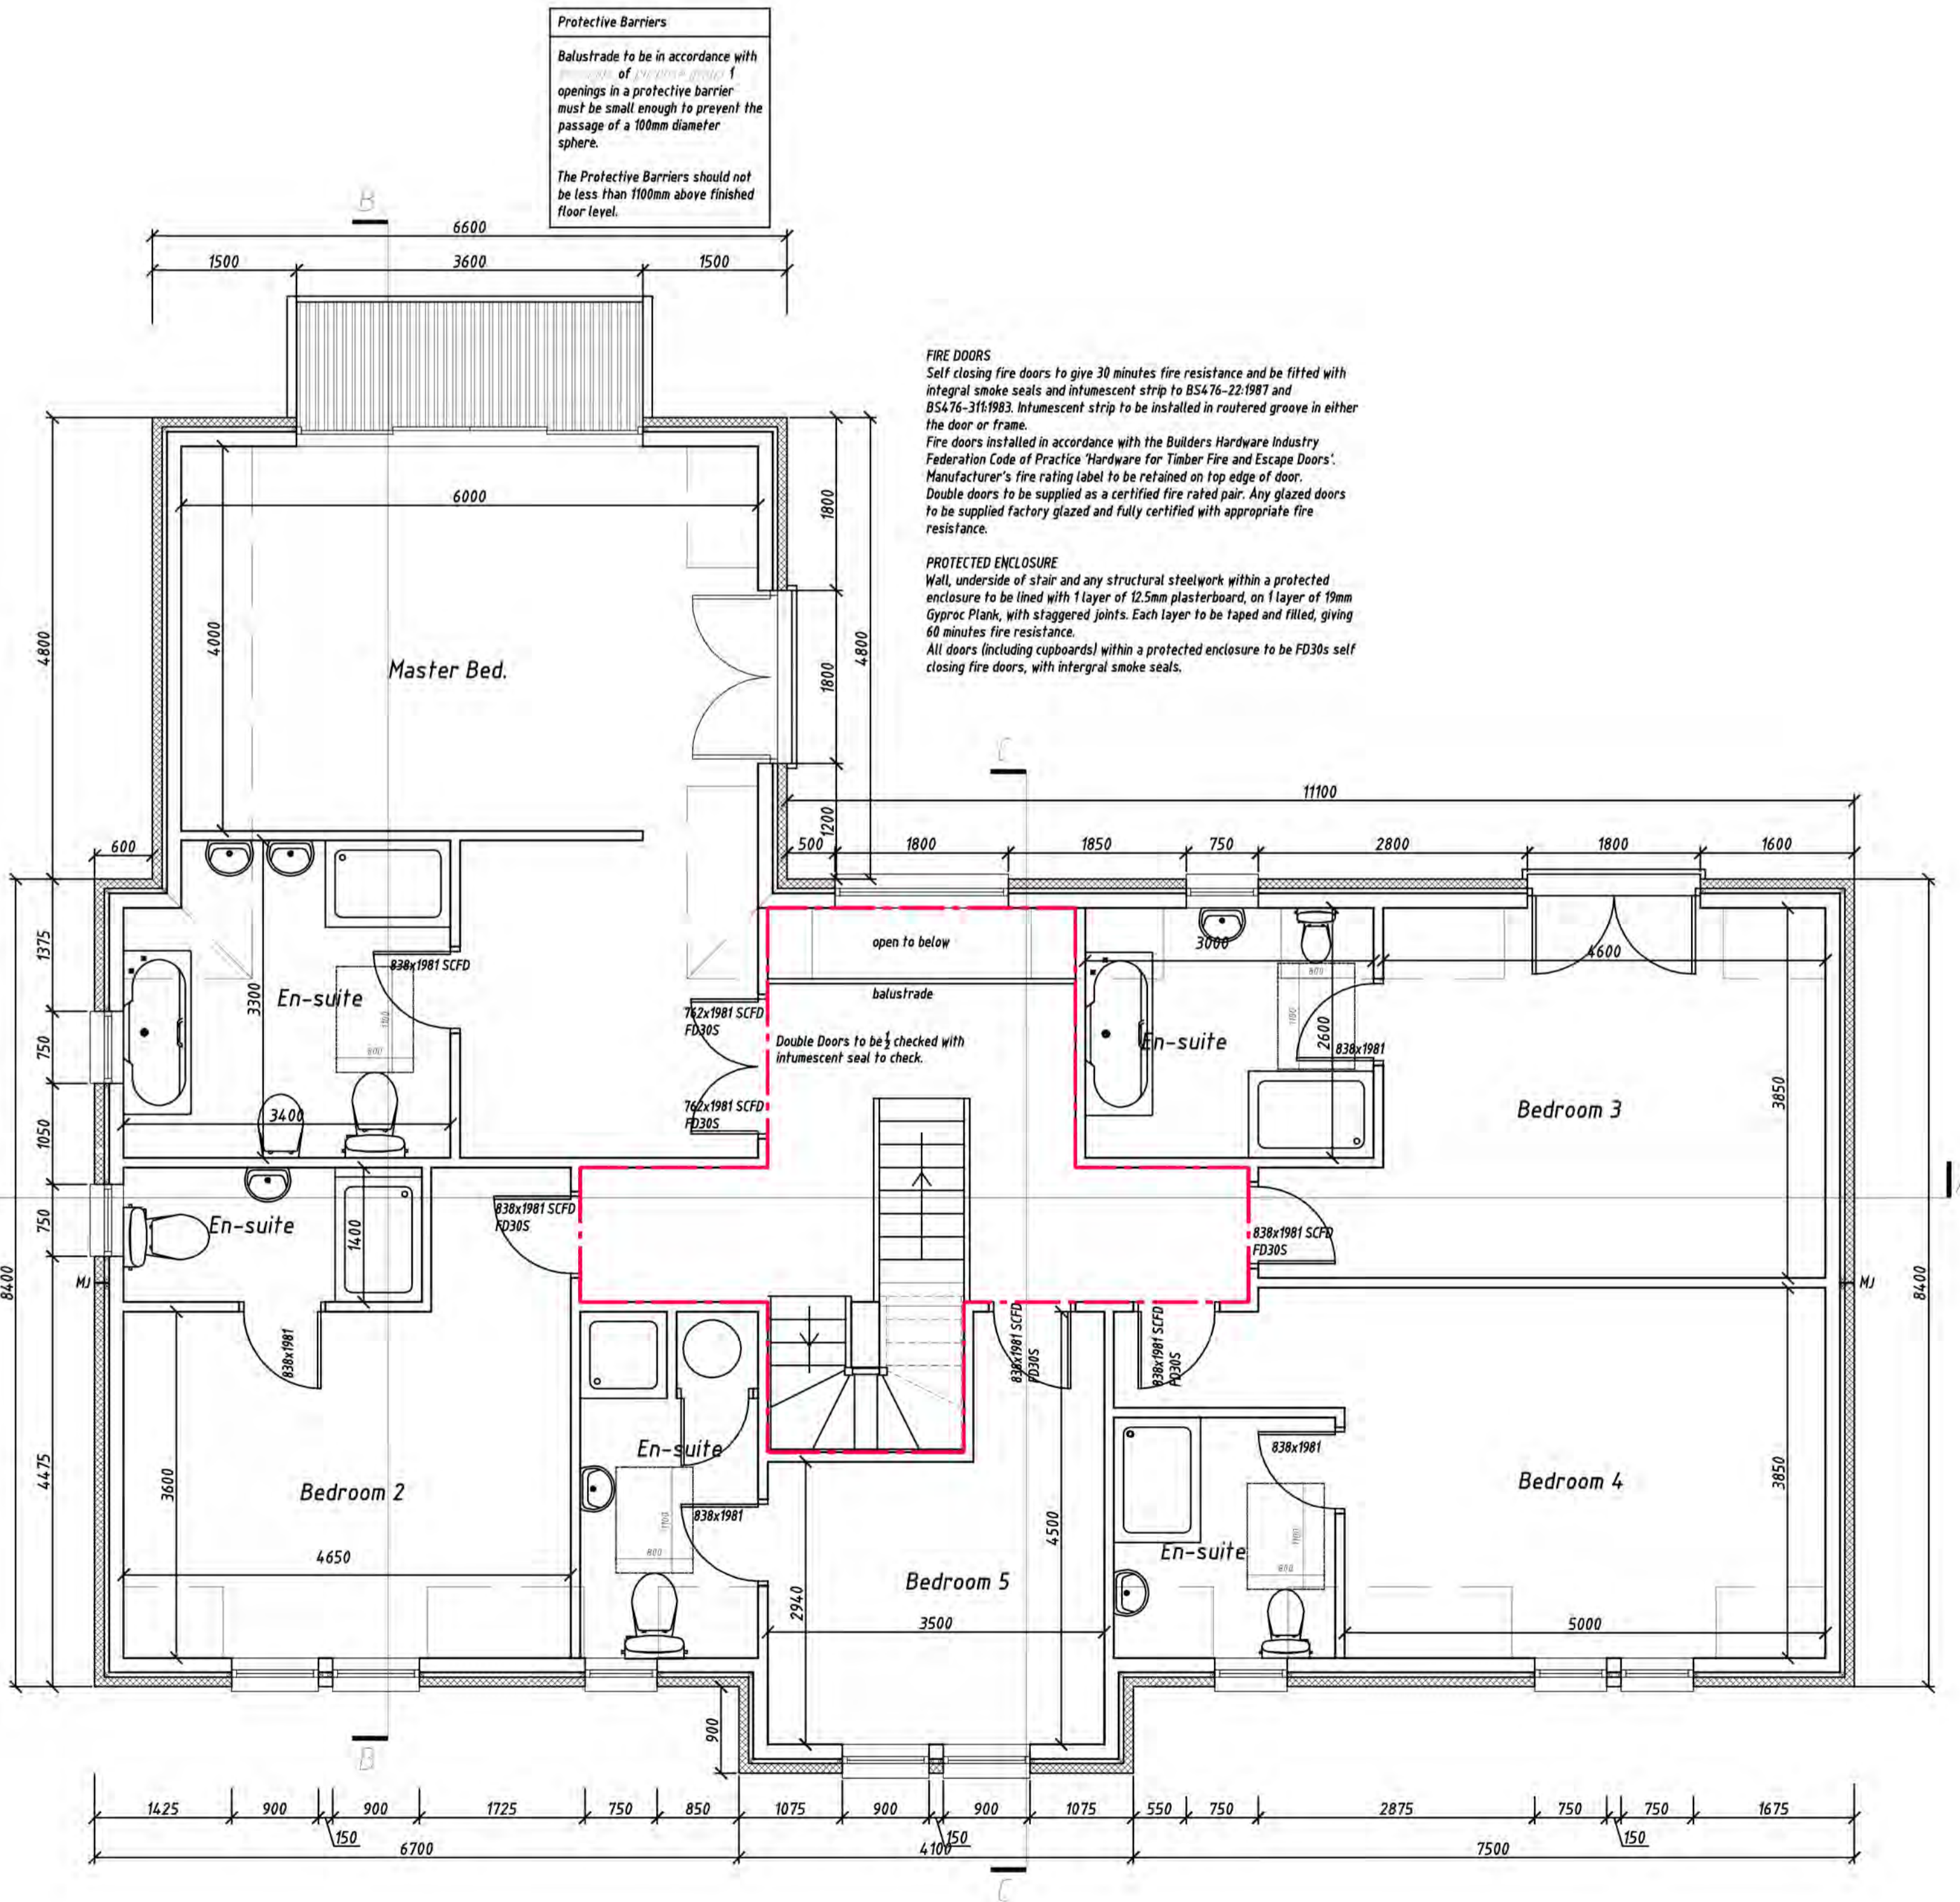 Protective Barriers
Balustrade to be in accordance with
of 1
openings in a protective barrier
must be small enough to prevent the
passage of a 100mm diameter
sphere.
The Protective Barriers should not
be less than 1100mm above finished
floor level.
B
6600
1500 3600 1500
FIRE DOORS
Self closing fire doors to give 30 minutes fire resistance and be fitted with
integral smoke seals and intumescent strip to BS476-22:1987 and
BS476-311:1983. Intumescent strip to be installed in routered groove in either
the door or frame.
Fire doors installed in accordance with the Builders Hardware Industry
Federation Code of Practice 'Hardware for Timber Fire and Escape Doors'.
Manufacturer's fire rating label to be retained on top edge of door.
Double doors to be supplied as a certified fire rated pair. Any glazed doors
to be supplied factory glazed and fully certified with appropriate fire
resistance.
PROTECTED ENCLOSURE
Wall, underside of stair and any structural steelwork within a protected
enclosure to be lined with 1 layer of 12.5mm plasterboard, on 1 layer of 19mm
Gyproc Plank, with staggered joints. Each layer to be taped and filled, giving
60 minutes fire resistance.
All doors (including cupboards) within a protected enclosure to be FD30s self
closing fire doors, with intergral smoke seals.
6000
4800
4000
Master Bed.
1800
1800
1200
4800
C
11100
600
500 1800 1850 750 2800 1800 1600
1375
750
1050
750
4475
8400
MJ
838x1981 SCFD
En-suite
3300
1100
800
3400
open to below
balustrade
762x1981 SCFD
FD30S
Double Doors to be ½ checked with
intumescent seal to check.
762x1981 SCFD
FD30S
3000
800
1100
En-suite
2600
838x1981
4600
Bedroom 3
3850
En-suite
1400
838x1981 SCFD
FD30S
838x1981 SCFD
FD30S
MJ
8400
838x1981
838x1981 SCFD
FD30S
838x1981 SCFD
FD30S
3600
Bedroom 2
4650
En-suite
1100
800
838x1981
2940
Bedroom 5
3500
4500
838x1981
En-suite
1100
800
Bedroom 4
3850
5000
900
B
1425 900 900 1725 750 850 1075 900 900 1075 550 750 2875 750 750 1675
150 150 150
6700 4100 7500
C